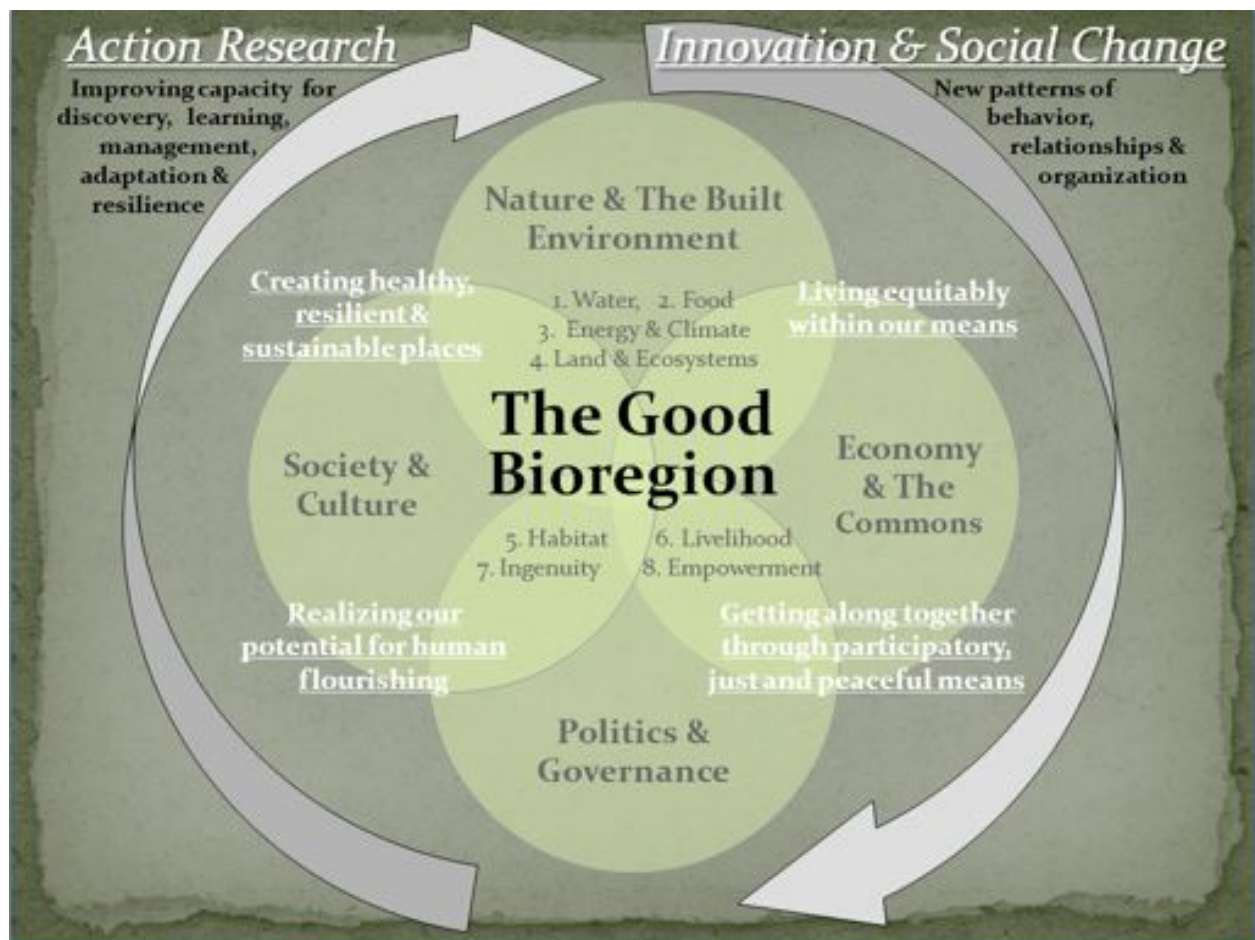 Action Research
Improving capacity for
discovery, learning,
management,
adaptation &
resilience
Innovation & Social Change
New patterns of
behavior,
relationships &
organization
Nature & The Built
Environment
1. Water, 2. Food
3. Energy & Climate
4. Land & Ecosystems
Creating healthy,
resilient &
sustainable places
Living equitably
within our means
The Good
Bioregion
Society &
Culture
Economy
& The
Commons
5. Habitat 6. Livelihood
7. Ingenuity 8. Empowerment
Realizing our
potential for human
flourishing
Getting along together
through participatory,
just and peaceful means
Politics &
Governance